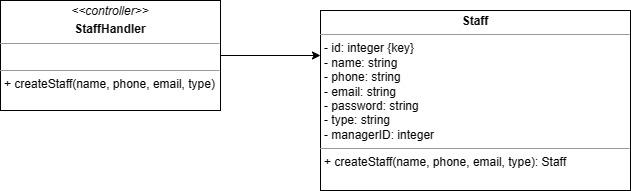 <<controller>>
StaffHandler
+ createStaff(name, phone, email, type)
Staff
- id: integer {key}
- name: string
- phone: string
- email: string
- password: string
- type: string
- managerID: integer
+ createStaff(name, phone, email, type): Staff